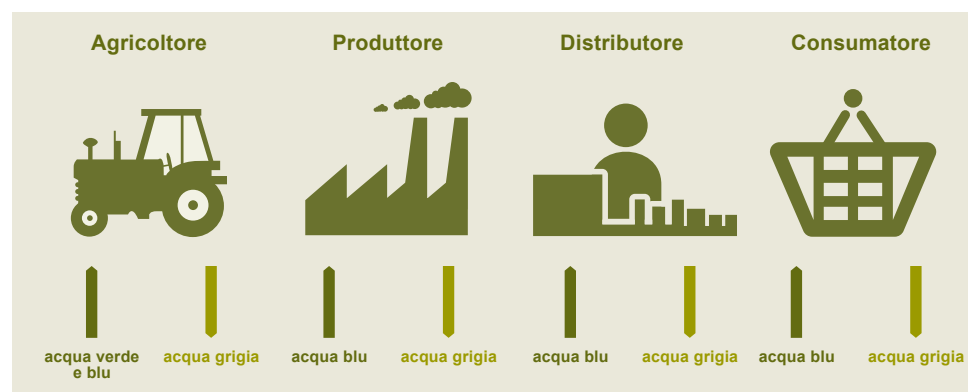 Agricoltore
Produttore
Distributore
Consumatore
acqua verde
e blu
acqua grigia
acqua blu
acqua grigia
acqua blu
acqua grigia
acqua blu
acqua grigia